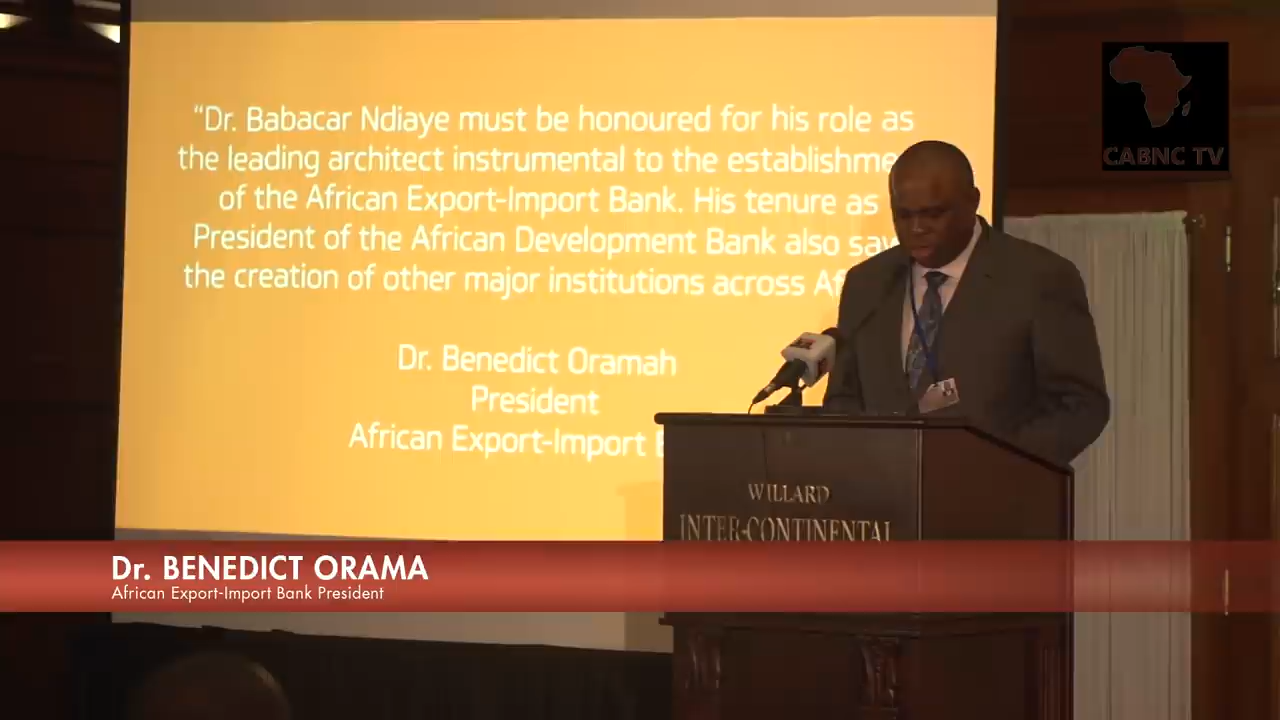 “Dr. Babacar Ndiaye must be honoured for his role as
the leading architect instrumental to the
of the African Export-Import Bank. His tenure as
President of the African Development Bank also
the creation of other major institutions across
Dr. Benedict Oramah
President
African Export-Import
CABNC TV
WILLARD
INTER-CONTINENTAL
Dr. BENEDICT ORAMA
African Export-Import Bank President